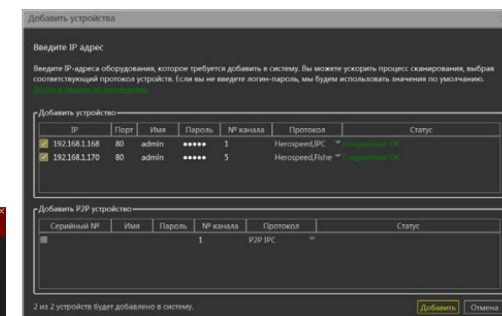 Добавить устройства
Введите IP адрес
Введите IP-адреса оборудования, которое требуется добавить в систему. Вы можете ускорить процесс сканирования, выбрав
соответствующий протокол устройств. Если вы не введете логин-пароль, мы будем использовать значения по умолчанию.
Добавить устройство
IP Порт Имя Пароль № канала Протокол Статус
192.168.1.168 80 admin ●●●●● 1 Herospeed,IPC Соединение OK
192.168.1.170 80 admin ●●●●● 5 Herospeed,Fishe Соединение OK
Добавить P2P устройство
Серийный № Имя Пароль № канала Протокол Статус
1 P2P IPC
2 из 2 устройств будет добавлено в систему.
Добавить Отмена